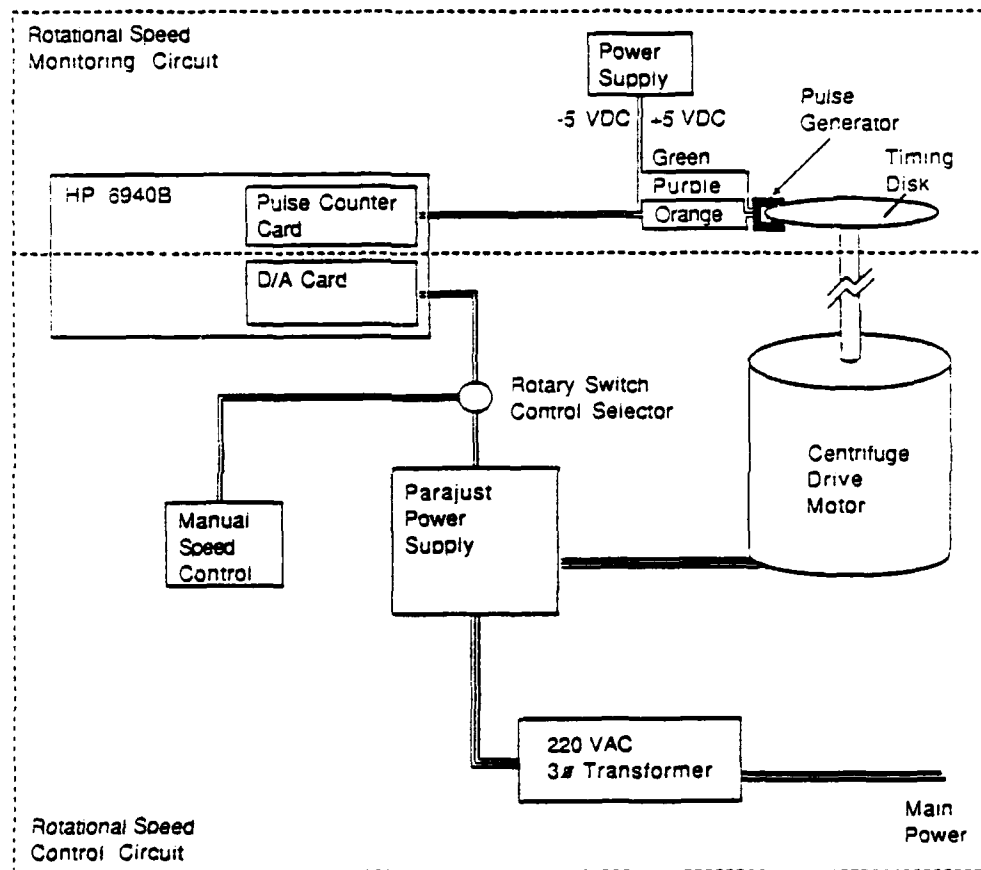 Rotational Speed
Monitoring Circuit
Power
Supply
-5 VDC
+5 VDC
Pulse
Generator
Timing
Disk
Green
Purple
Orange
HP 6940B
Pulse Counter
Card
D/A Card
Rotary Switch
Control Selector
Centrifuge
Drive
Motor
Parajust
Power
Supply
Manual
Speed
Control
220 VAC
3ø Transformer
Main
Power
Rotational Speed
Control Circuit